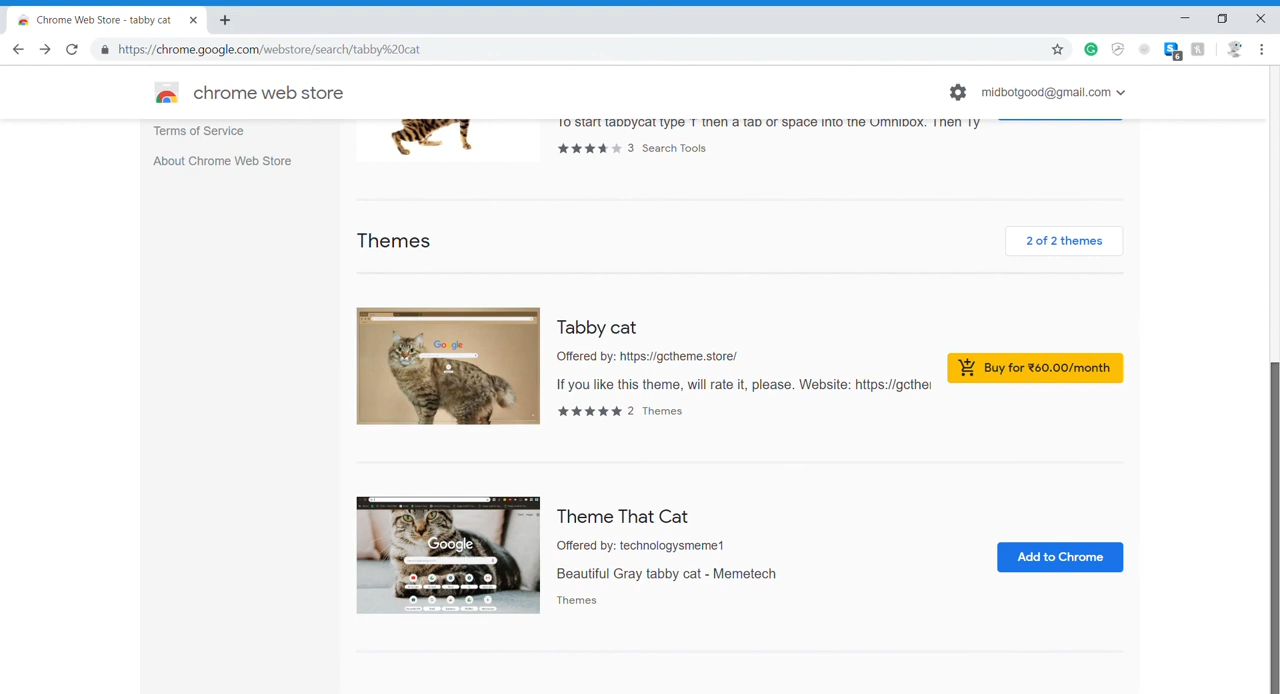 Chrome Web Store - tabby cat
https://chrome.google.com/webstore/search/tabby%20cat
6
chrome web store
midbotgood@gmail.com
Terms of Service
About Chrome Web Store
To start tabbycat type 'I' then a tab or space into the Omnibox. Then Ty
3 Search Tools
Themes
2 of 2 themes
Tabby cat
Offered by: https://gctheme.store/
If you like this theme, will rate it, please. Website: https://gcthe
Buy for ₹60.00/month
2 Themes
Google
Theme That Cat
Offered by: technologysmeme1
Beautiful Gray tabby cat - Memetech
Add to Chrome
Themes
Google